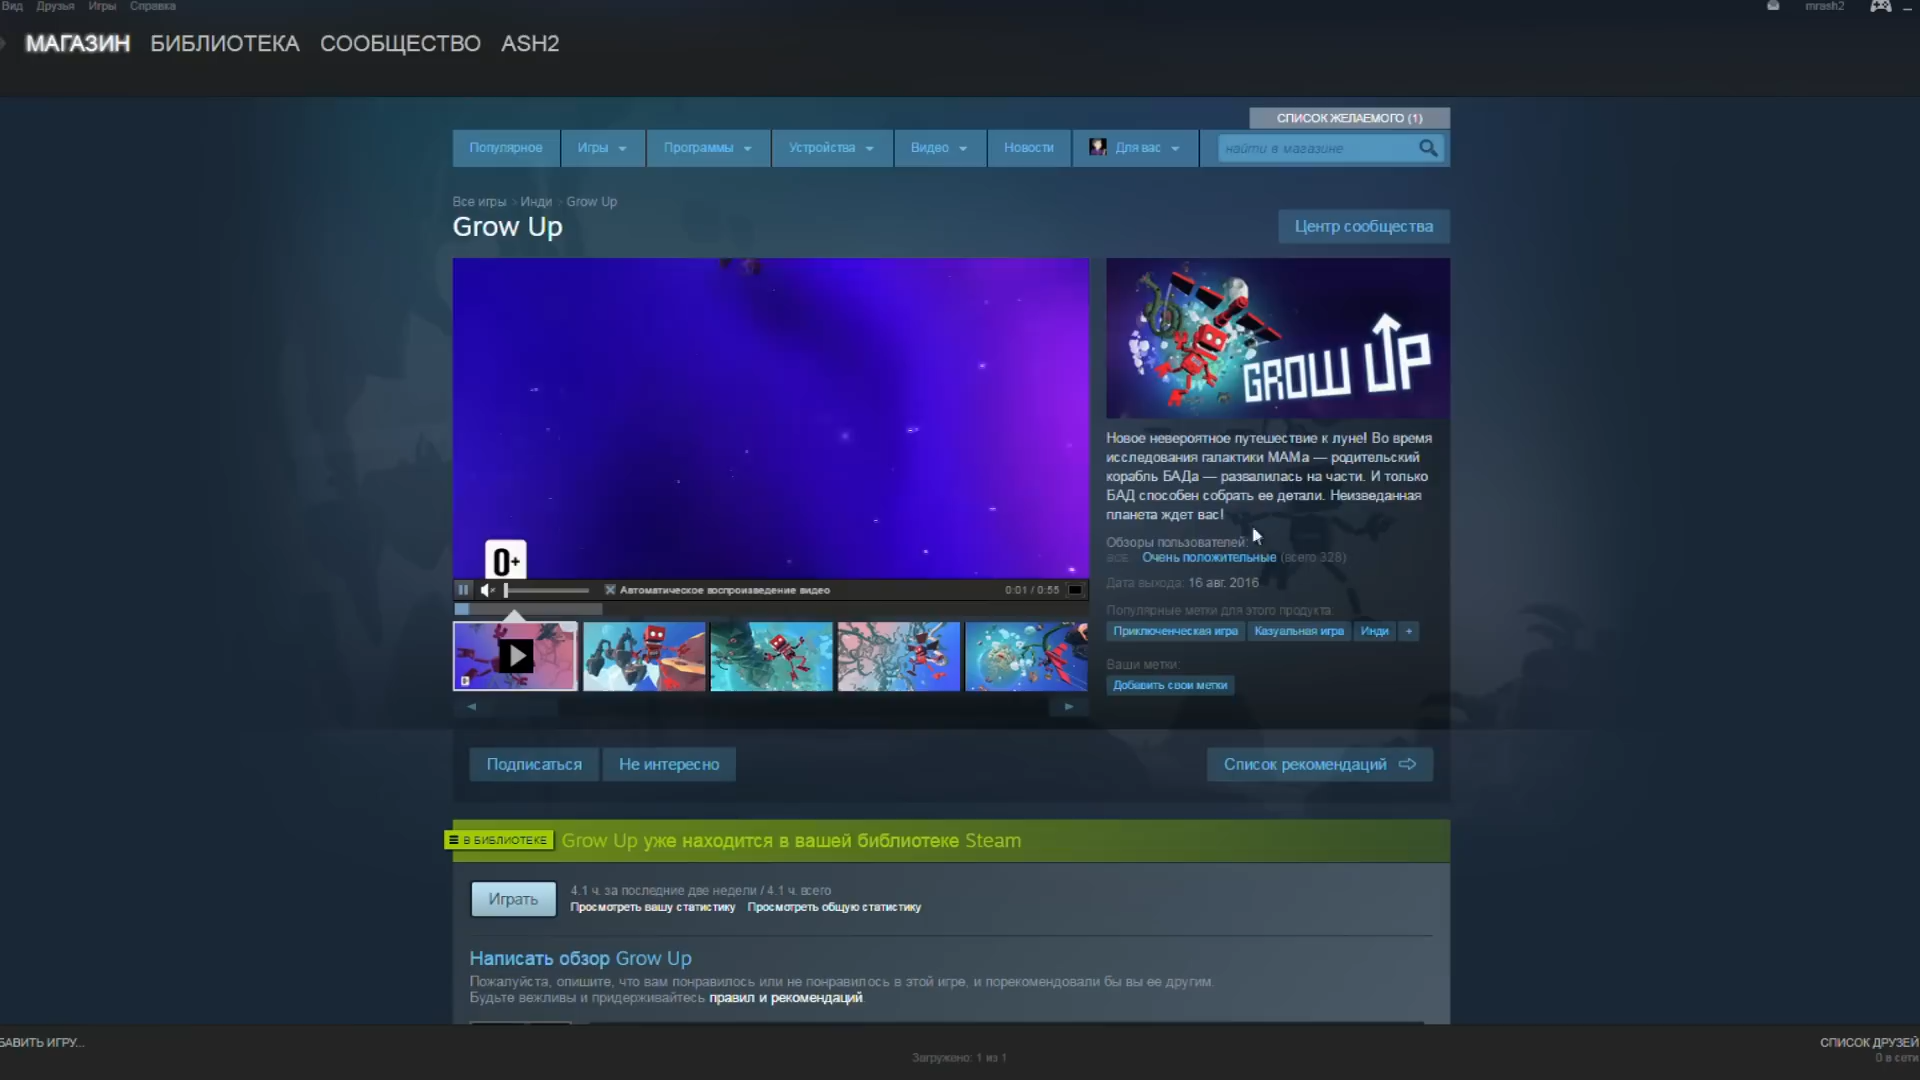 Вид Друзья Игры Справка
mrash2
МАГАЗИН БИБЛИОТЕКА СООБЩЕСТВО ASH2
СПИСОК ЖЕЛАЕМОГО (1)
Популярное Игры Программы Устройства Видео Новости Для вас найти в магазине
Все игры > Инди > Grow Up
Grow Up
Центр сообщества
GROW UP
Новое невероятное путешествие к луне! Во время
исследования галактики МАМа — родительский
корабль БАДа — развалилась на части. И только
БАД способен собрать ее детали. Неизведанная
планета ждет вас!
Обзоры пользователей:
ВСЕ: Очень положительные (всего 328)
Дата выхода: 16 авг. 2016
Популярные метки для этого продукта:
Приключенческая игра Казуальная игра Инди +
Ваши метки:
Добавить свои метки
0+
Автоматическое воспроизведение видео 0:01 / 0:55
Подписаться Не интересно Список рекомендаций
В БИБЛИОТЕКЕ Grow Up уже находится в вашей библиотеке Steam
Играть
4.1 ч. за последние две недели / 4.1 ч. всего
Просмотреть вашу статистику Просмотреть общую статистику
Написать обзор Grow Up
Пожалуйста, опишите, что вам понравилось или не понравилось в этой игре, и порекомендовали бы вы ее другим.
Будьте вежливы и придерживайтесь правил и рекомендаций.
БАВИТЬ ИГРУ...
Загружено: 1 из 1
СПИСОК ДРУЗЕЙ
0 в сети